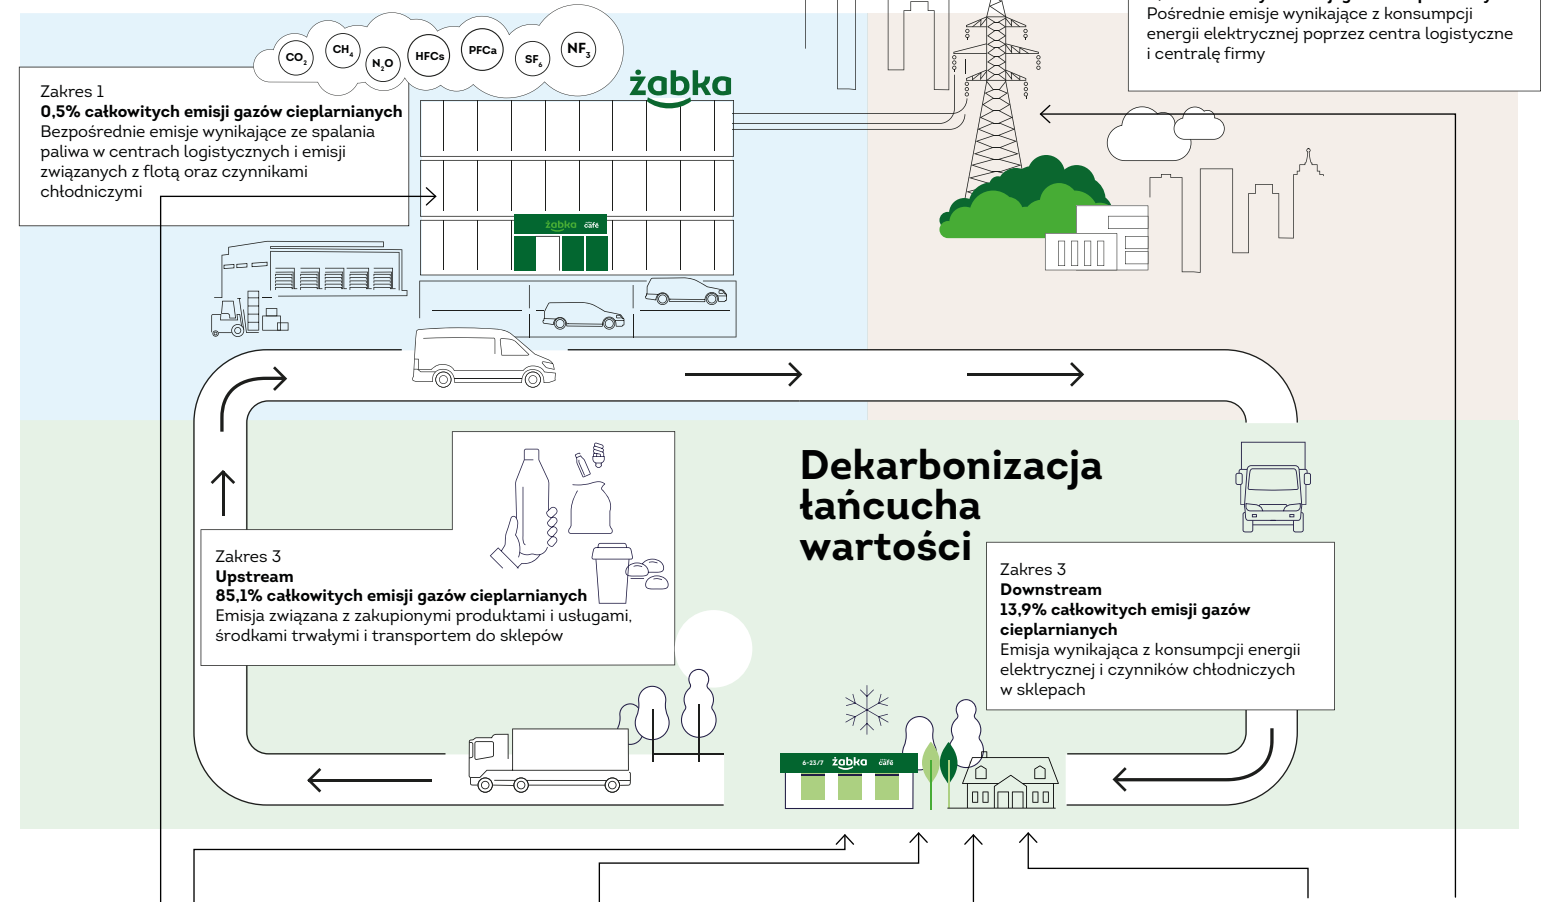 Pośrednie emisje wynikające z konsumpcji
energii elektrycznej poprzez centra logistyczne
i centralę firmy
CO2
CH4
N2O
HFCs
PFCa
SF6
NF3
żabka
Zakres 1
0,5% całkowitych emisji gazów cieplarnianych
Bezpośrednie emisje wynikające ze spalania
paliwa w centrach logistycznych i emisji
związanych z flotą oraz czynnikami
chłodniczymi
żabka café
Dekarbonizacja
łańcucha
wartości
Zakres 3
Upstream
85,1% całkowitych emisji gazów cieplarnianych
Emisja związana z zakupionymi produktami i usługami,
środkami trwałymi i transportem do sklepów
Zakres 3
Downstream
13,9% całkowitych emisji gazów
cieplarnianych
Emisja wynikająca z konsumpcji energii
elektrycznej i czynników chłodniczych
w sklepach
6-23/7 żabka café